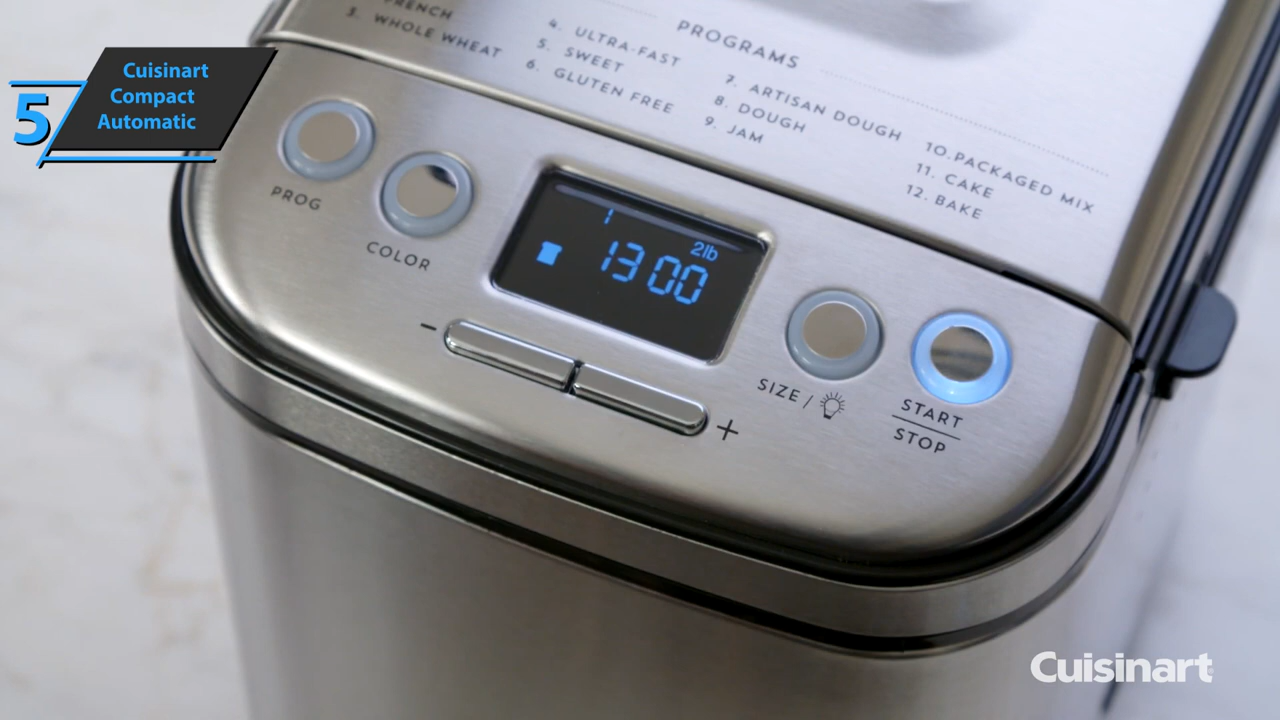 5
Cuisinart
Compact
Automatic
PROGRAMS
FRENCH
3. WHOLE WHEAT
4. ULTRA-FAST
5. SWEET
6. GLUTEN FREE
7. ARTISAN DOUGH
8. DOUGH
9. JAM
10. PACKAGED MIX
11. CAKE
12. BAKE
PROG
COLOR
1
2lb
13:00
-
+
SIZE /
START
STOP
Cuisinart